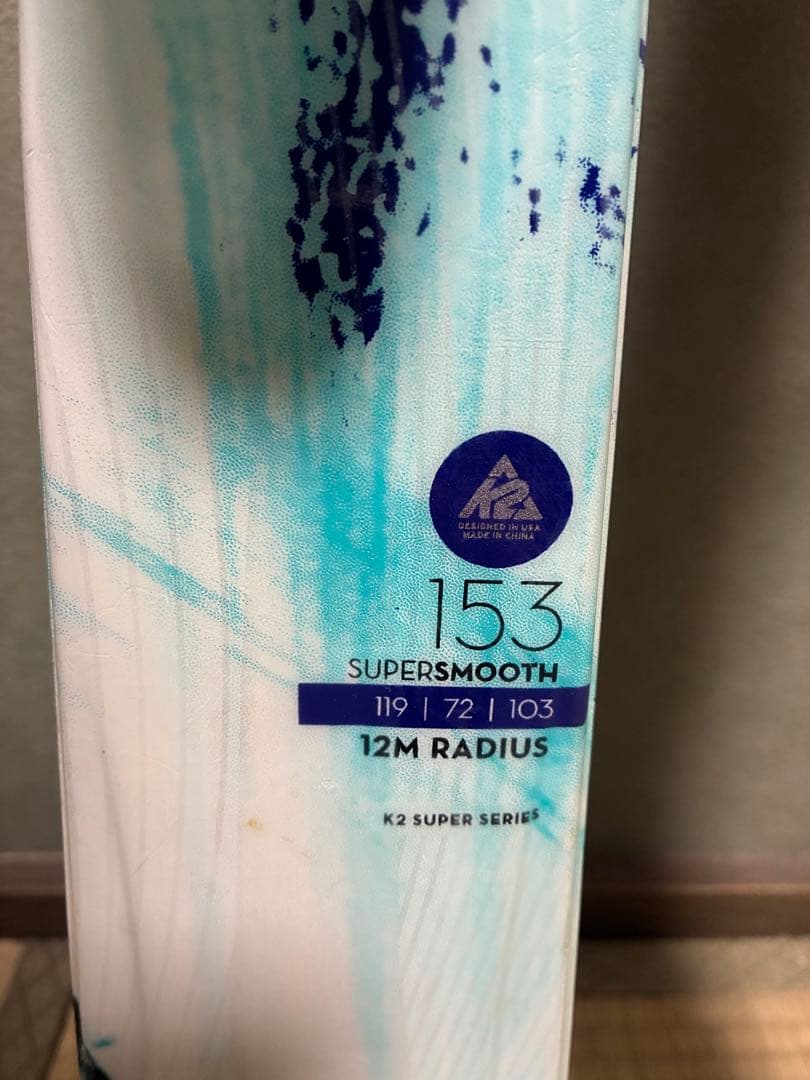 K2
DESIGNED IN USA
MADE IN CHINA
153
SUPERSMOOTH
119 | 72 | 103
12M RADIUS
K2 SUPER SERIES